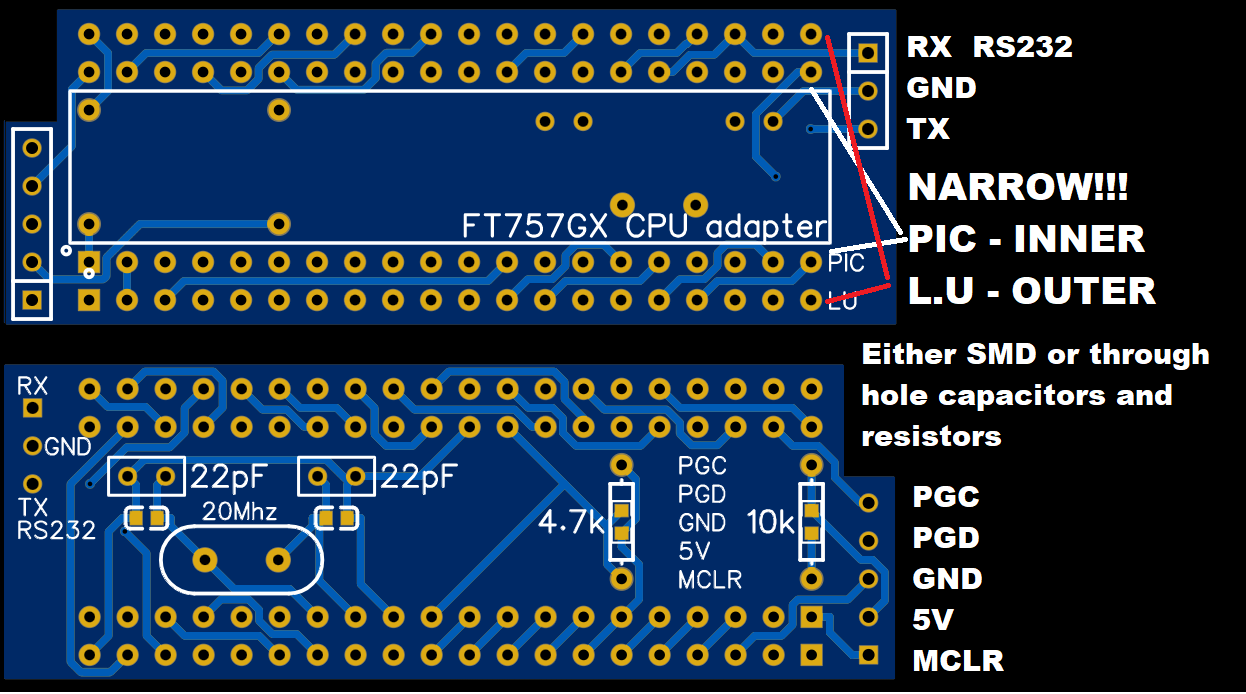 RX RS232
GND
TX
NARROW!!!
PIC - INNER
L.U - OUTER
FT757GX CPU adapter
PIC
LU
Either SMD or through
hole capacitors and
resistors
RX
GND
TX
RS232
22pF
22pF
20Mhz
4.7k
PGC
PGD
GND
5V
MCLR
10k
PGC
PGD
GND
5V
MCLR